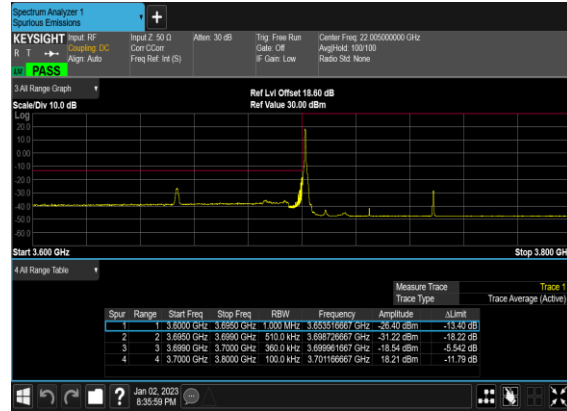 Spectrum Analyzer 1
Spurious Emissions
+
KEYSIGHT Input: RF Input Z: 50 Ω Atten: 30 dB Trig: Free Run Center Freq: 22.005000000 GHz
R T Coupling: DC Corr CCorr Gate: Off Avg|Hold: 100/100
Align: Auto Freq Ref: Int (S) IF Gain: Low Radio Std: None
PASS
3 All Range Graph Ref Lvl Offset 18.60 dB
Scale/Div 10.0 dB Ref Value 30.00 dBm
Log
20.0
10.0
0.00
-10.0
-20.0
-30.0
-40.0
-50.0
-60.0
Start 3.600 GHz Stop 3.800 GH
4 All Range Table
Measure Trace Trace 1
Trace Type Trace Average (Active)
Spur Range Start Freq Stop Freq RBW Frequency Amplitude ΔLimit
1 1 3.6000 GHz 3.6950 GHz 1.000 MHz 3.653516667 GHz -26.40 dBm -13.40 dB
2 2 3.6950 GHz 3.6990 GHz 510.0 kHz 3.698726667 GHz -31.22 dBm -18.22 dB
3 3 3.6990 GHz 3.7000 GHz 360.0 kHz 3.699961667 GHz -18.54 dBm -5.542 dB
4 4 3.7000 GHz 3.8000 GHz 100.0 kHz 3.701166667 GHz 18.21 dBm -11.79 dB
? Jan 02, 2023
8:35:59 PM